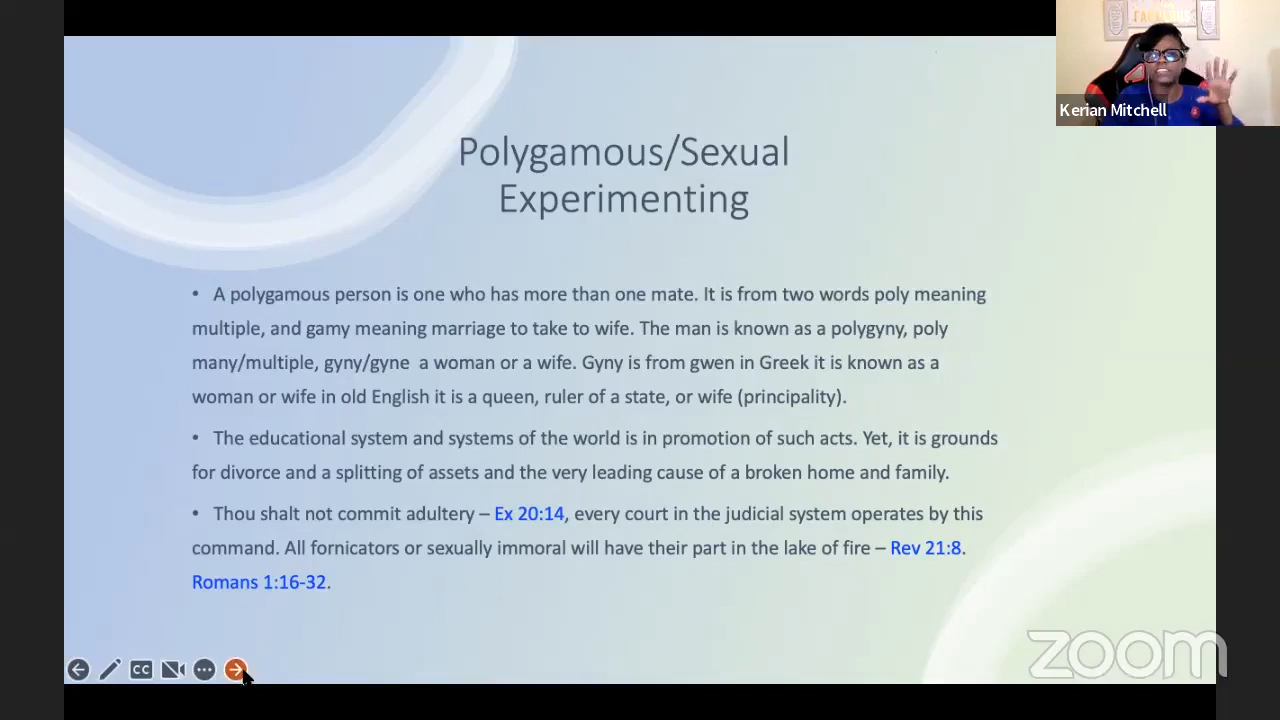 Kerian Mitchell
Polygamous/Sexual
Experimenting
• A polygamous person is one who has more than one mate. It is from two words poly meaning
multiple, and gamy meaning marriage to take to wife. The man is known as a polygyny, poly
many/multiple, gyny/gyne a woman or a wife. Gyny is from gwen in Greek it is known as a
woman or wife in old English it is a queen, ruler of a state, or wife (principality).
• The educational system and systems of the world is in promotion of such acts. Yet, it is grounds
for divorce and a splitting of assets and the very leading cause of a broken home and family.
• Thou shalt not commit adultery – Ex 20:14, every court in the judicial system operates by this
command. All fornicators or sexually immoral will have their part in the lake of fire – Rev 21:8.
Romans 1:16-32.
CC
zoom